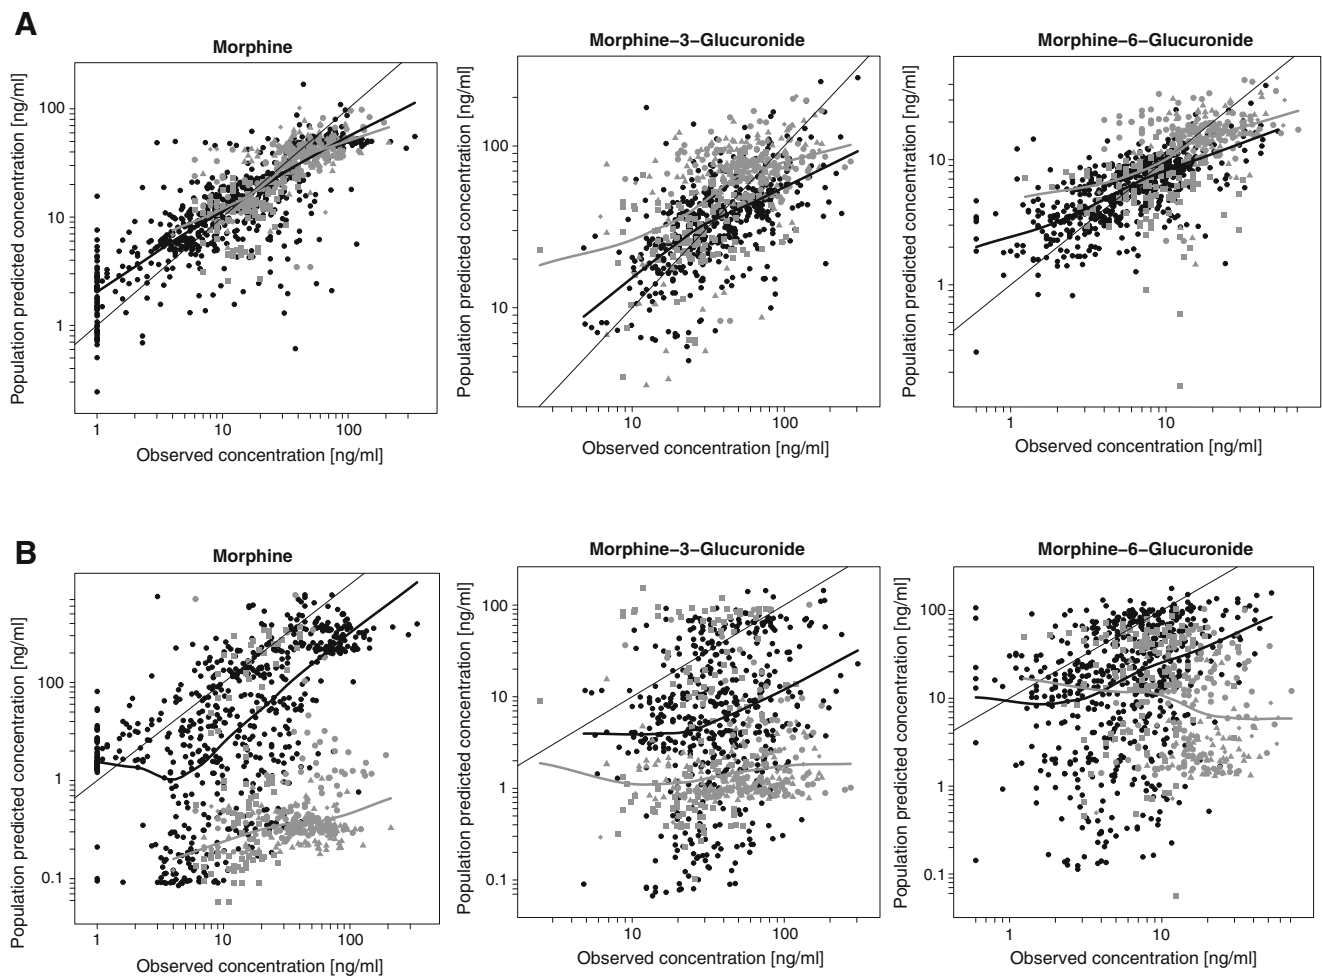 A
Morphine
Morphine–3–Glucuronide
Morphine–6–Glucuronide
Population predicted concentration [ng/ml]
100
10
1
1 10 100
Observed concentration [ng/ml]
Population predicted concentration [ng/ml]
100
10
10 100
Observed concentration [ng/ml]
Population predicted concentration [ng/ml]
10
1
1 10
Observed concentration [ng/ml]
B
Morphine
Morphine–3–Glucuronide
Morphine–6–Glucuronide
Population predicted concentration [ng/ml]
100
1
0.1
1 10 100
Observed concentration [ng/ml]
Population predicted concentration [ng/ml]
100
10
1
0.1
10 100
Observed concentration [ng/ml]
Population predicted concentration [ng/ml]
100
10
1
0.1
1 10
Observed concentration [ng/ml]